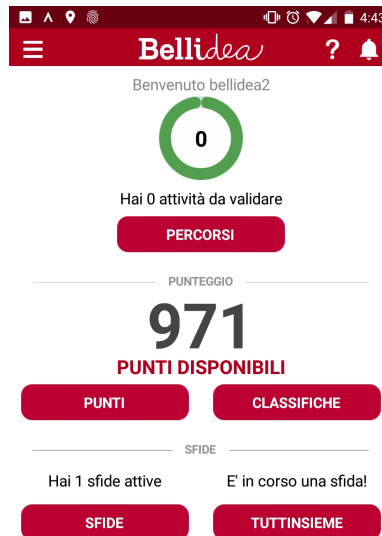 4:43
Bellidea
?
Benvenuto bellidea2
0
Hai 0 attività da validare
PERCORSI
PUNTEGGIO
971
PUNTI DISPONIBILI
PUNTI CLASSIFICHE
SFIDE
Hai 1 sfide attive E' in corso una sfida!
SFIDE TUTTINSIEME